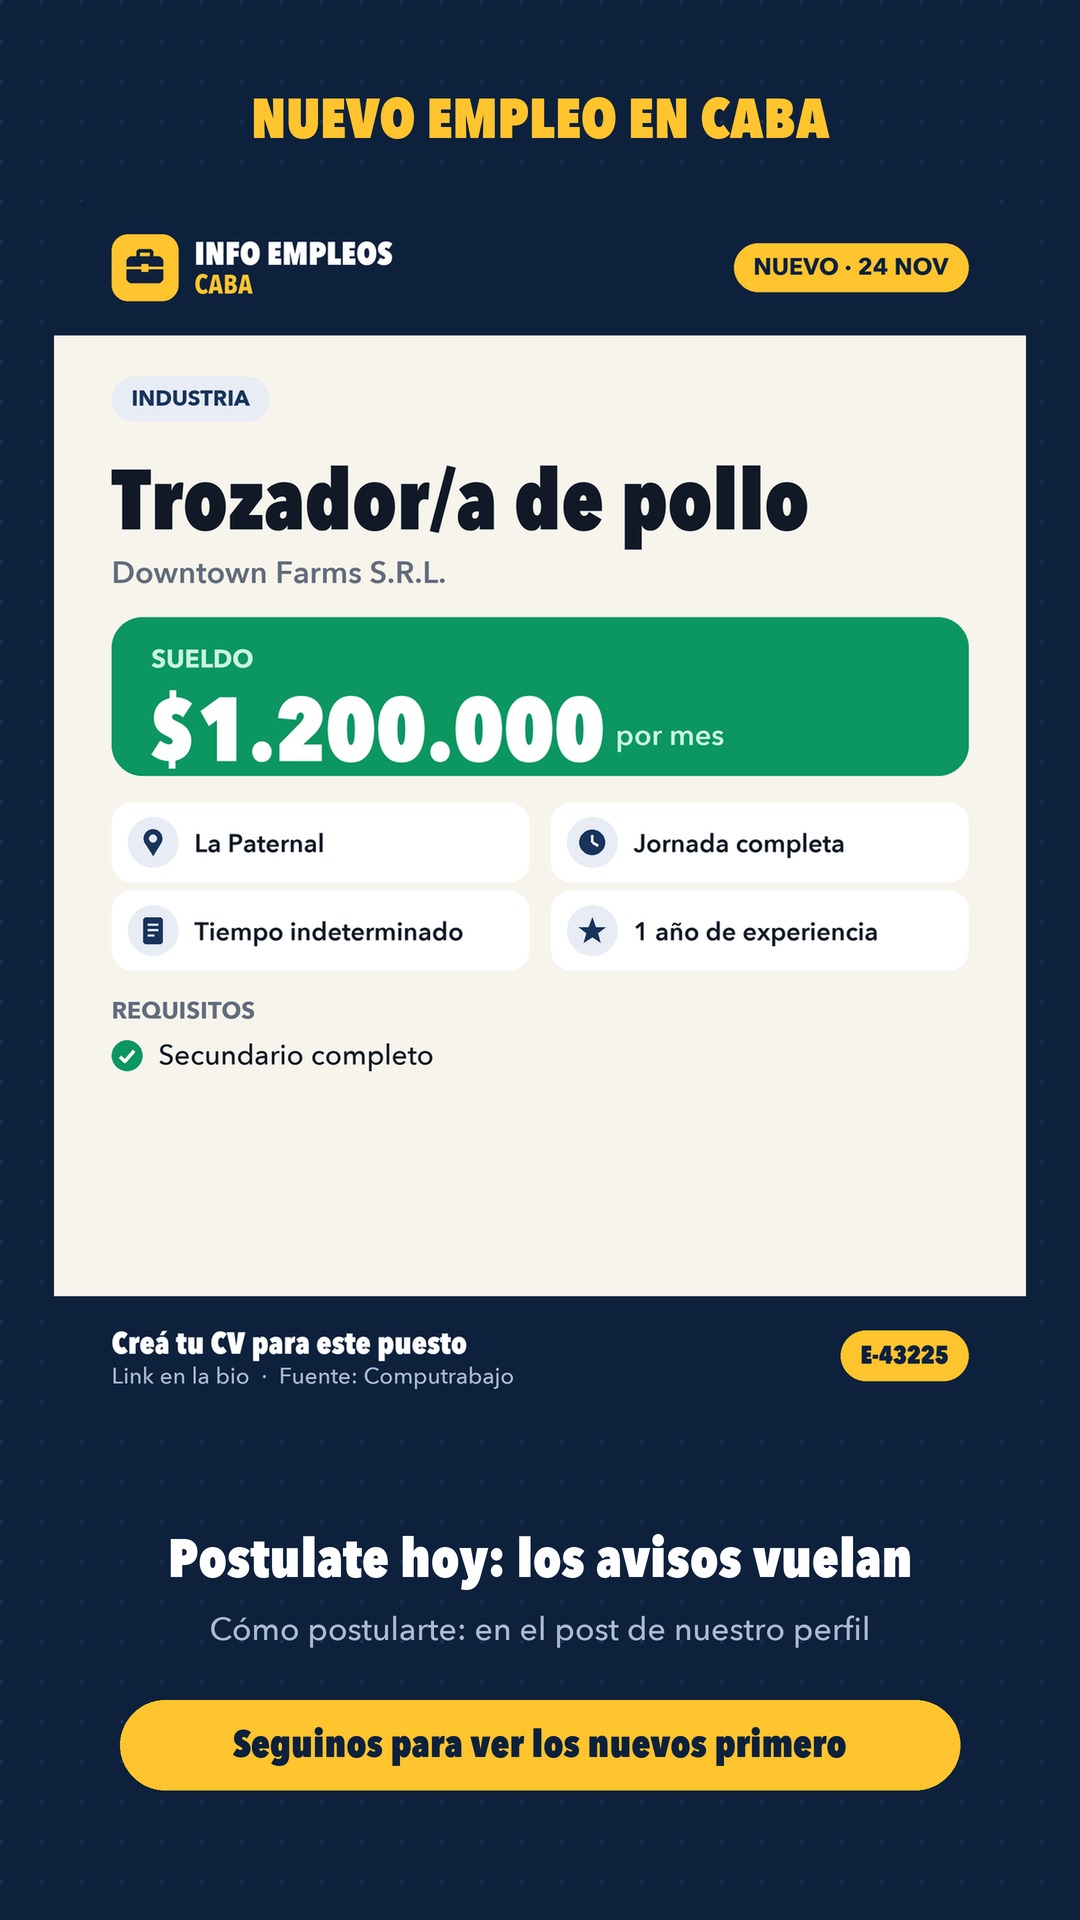 NUEVO EMPLEO EN CABA
INFO EMPLEOS
CABA
NUEVO · 24 NOV
INDUSTRIA
Trozador/a de pollo
Downtown Farms S.R.L.
SUELDO
$1.200.000 por mes
La Paternal
Jornada completa
Tiempo indeterminado
1 año de experiencia
REQUISITOS
Secundario completo
Creá tu CV para este puesto
Link en la bio · Fuente: Computrabajo
E-43225
Postulate hoy: los avisos vuelan
Cómo postularte: en el post de nuestro perfil
Seguinos para ver los nuevos primero